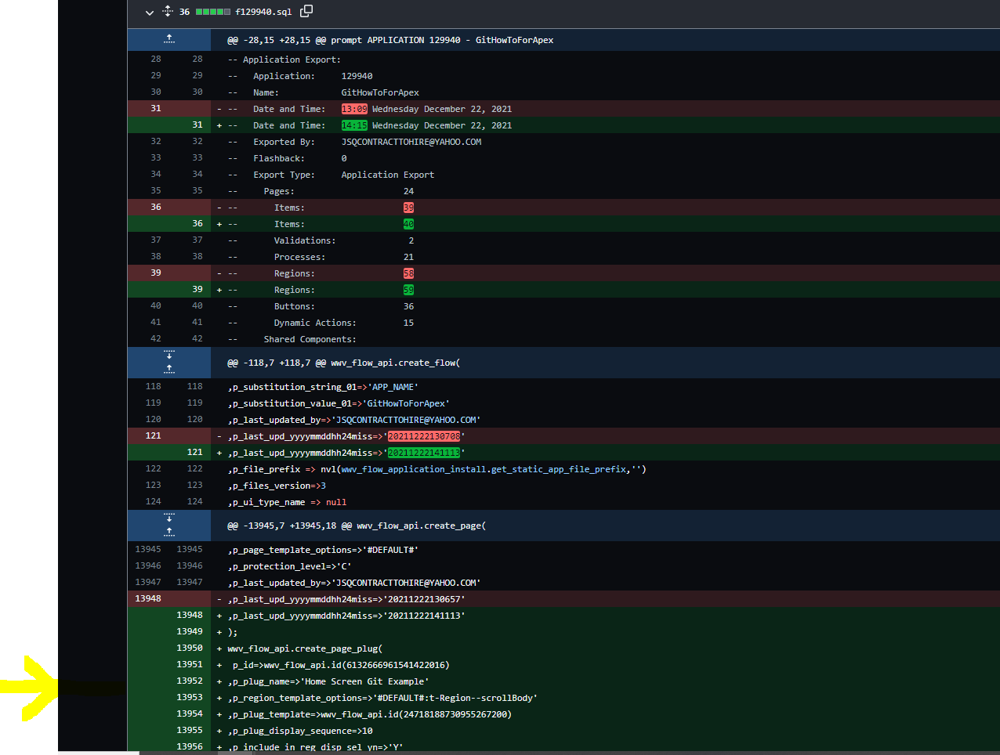 36 f129940.sql
@@ -28,15 +28,15 @@ prompt APPLICATION 129940 - GitHowToForApex
28 28 -- Application Export:
29 29 --   Application:     129940
30 30 --   Name:            GitHowToForApex
31 - --   Date and Time:   13:09 Wednesday December 22, 2021
31 + --   Date and Time:   14:15 Wednesday December 22, 2021
32 32 --   Exported By:     JSQCONTRACTTOHIRE@YAHOO.COM
33 33 --   Flashback:       0
34 34 --   Export Type:     Application Export
35 35 --     Pages:                     24
36 - --       Items:                   39
36 + --       Items:                   40
37 37 --       Validations:              2
38 38 --       Processes:               21
39 - --       Regions:                 58
39 + --       Regions:                 59
40 40 --       Buttons:                 36
41 41 --       Dynamic Actions:         15
42 42 --     Shared Components:
@@ -118,7 +118,7 @@ wwv_flow_api.create_flow(
118 118 ,p_substitution_string_01=>'APP_NAME'
119 119 ,p_substitution_value_01=>'GitHowToForApex'
120 120 ,p_last_updated_by=>'JSQCONTRACTTOHIRE@YAHOO.COM'
121 - ,p_last_upd_yyyymmddhh24miss=>'20211222130708'
121 + ,p_last_upd_yyyymmddhh24miss=>'20211222141113'
122 122 ,p_file_prefix => nvl(wwv_flow_application_install.get_static_app_file_prefix,'')
123 123 ,p_files_version=>3
124 124 ,p_ui_type_name => null
@@ -13945,7 +13945,18 @@ wwv_flow_api.create_page(
13945 13945 ,p_page_template_options=>'#DEFAULT#'
13946 13946 ,p_protection_level=>'C'
13947 13947 ,p_last_updated_by=>'JSQCONTRACTTOHIRE@YAHOO.COM'
13948 - ,p_last_upd_yyyymmddhh24miss=>'20211222130657'
13948 + ,p_last_upd_yyyymmddhh24miss=>'20211222141113'
13949 + );
13950 + wwv_flow_api.create_page_plug(
13951 +  p_id=>wwv_flow_api.id(6132666961541422016)
13952 + ,p_plug_name=>'Home Screen Git Example'
13953 + ,p_region_template_options=>'#DEFAULT#:t-Region--scrollBody'
13954 + ,p_plug_template=>wwv_flow_api.id(24718188730955267200)
13955 + ,p_plug_display_sequence=>10
13956 + ,p_include_in_reg_disp_sel_yn=>'Y'